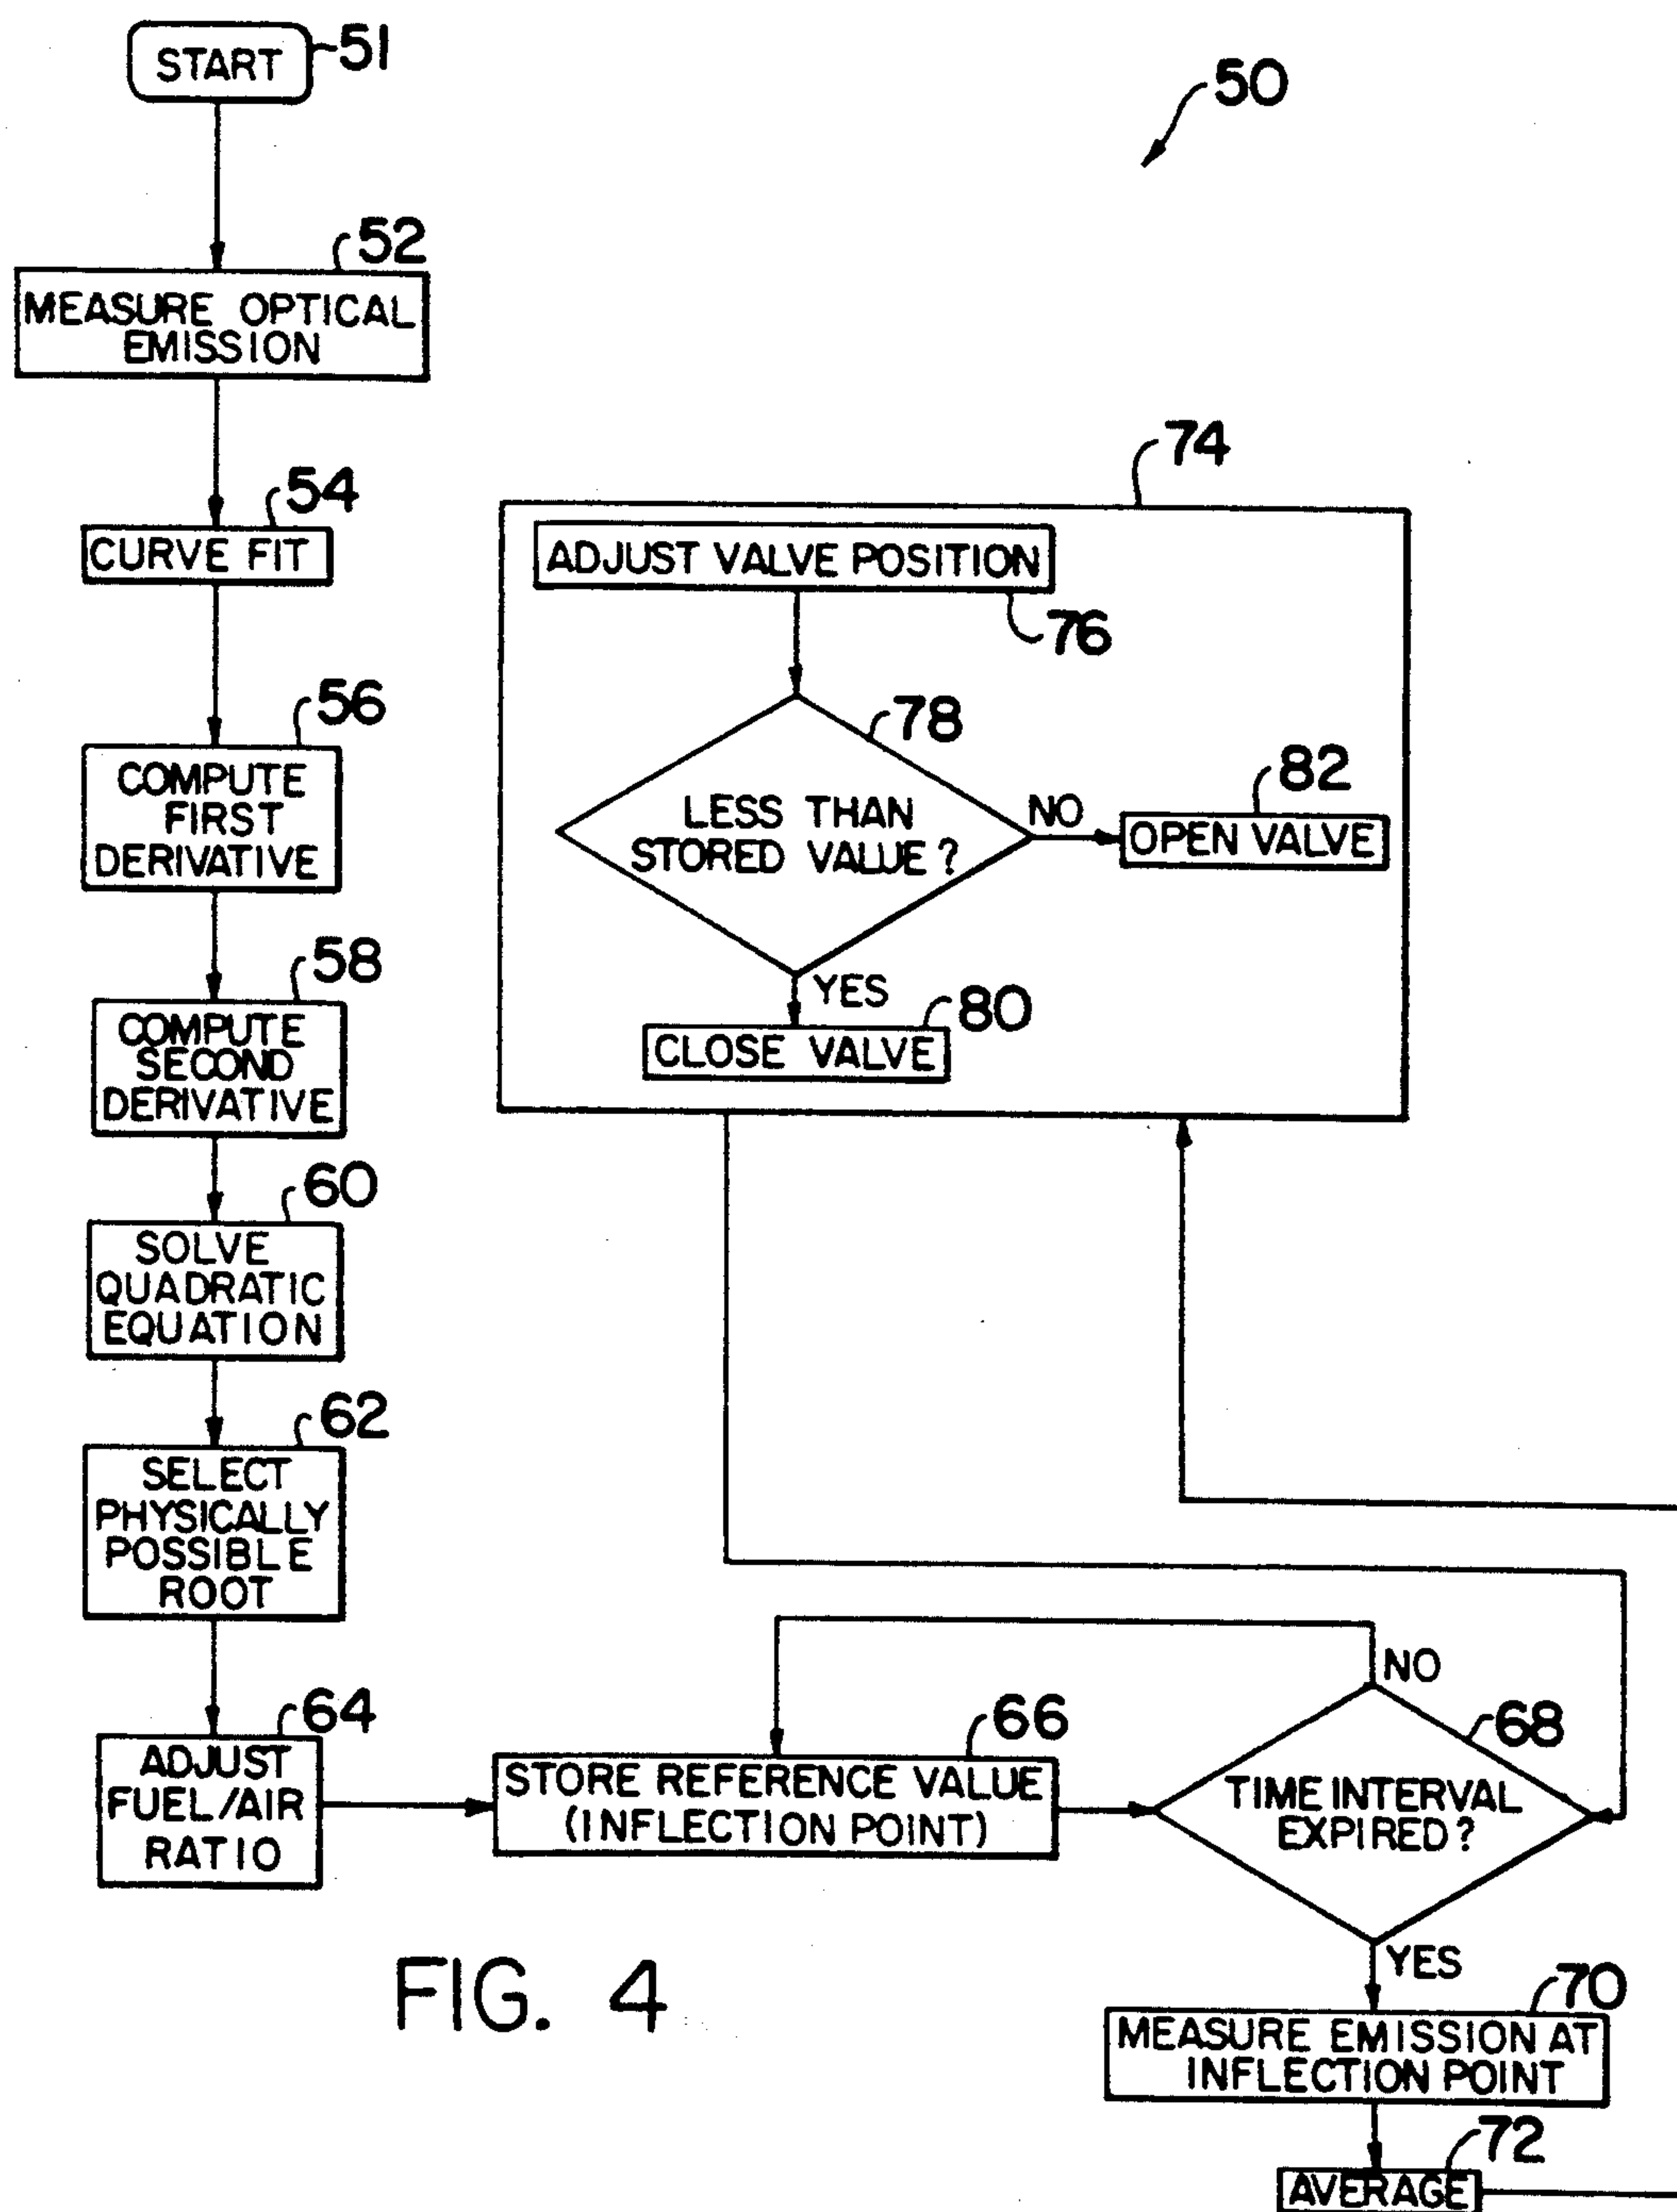 START
51
50
52
MEASURE OPTICAL
EMISSION
54
CURVE FIT
56
COMPUTE
FIRST
DERIVATIVE
58
COMPUTE
SECOND
DERIVATIVE
60
SOLVE
QUADRATIC
EQUATION
62
SELECT
PHYSICALLY
POSSIBLE
ROOT
64
ADJUST
FUEL/AIR
RATIO
74
ADJUST VALVE POSITION
76
78
LESS THAN
STORED VALUE?
NO
82
OPEN VALVE
YES
80
CLOSE VALVE
66
STORE REFERENCE VALUE
(INFLECTION POINT)
NO
68
TIME INTERVAL
EXPIRED?
YES
70
MEASURE EMISSION AT
INFLECTION POINT
72
AVERAGE
FIG. 4